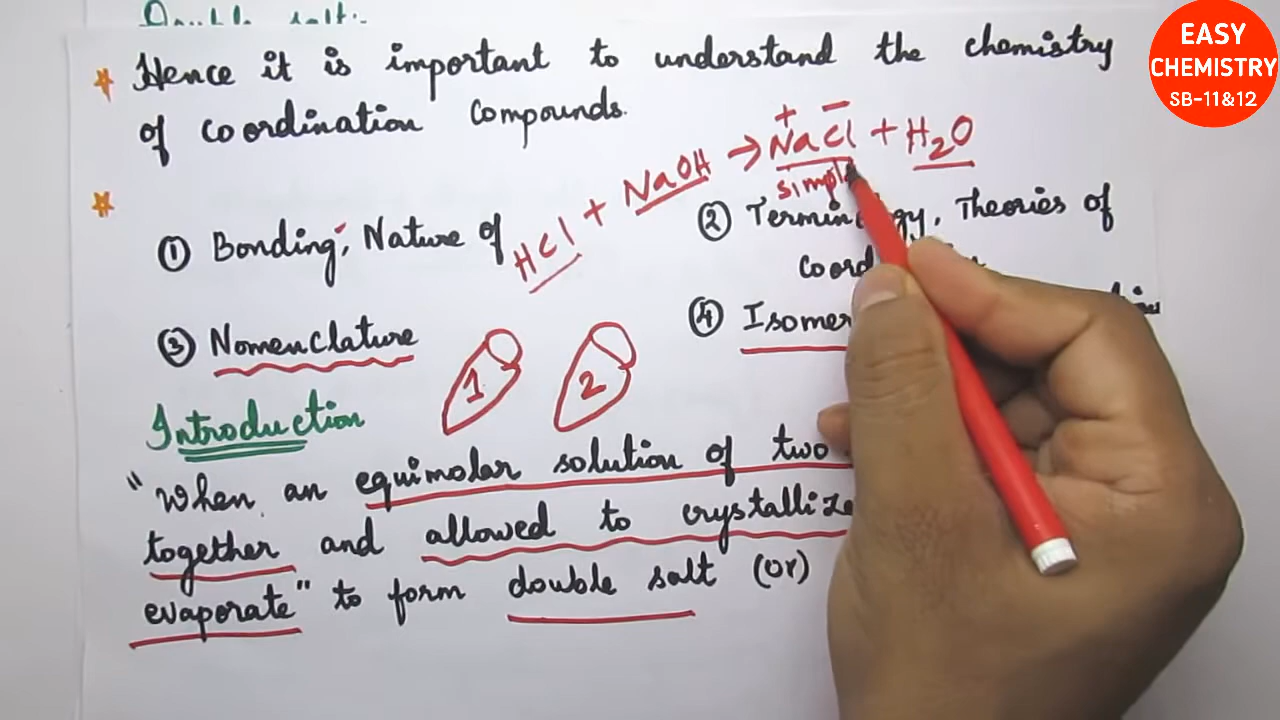 Double salt:-
EASY
CHEMISTRY
SB-11&12
Hence it is important to understand the chemistry
of coordination compounds.
HCl + NaOH → NaCl + H2O
+ −
simple
① Bonding, Nature of
② Terminology, Theories of
Coord
③ Nomenclature
④ Isomer
1 2
Introduction
"When an equimolar solution of two
together and allowed to crystallize
evaporate" to form double salt (or)